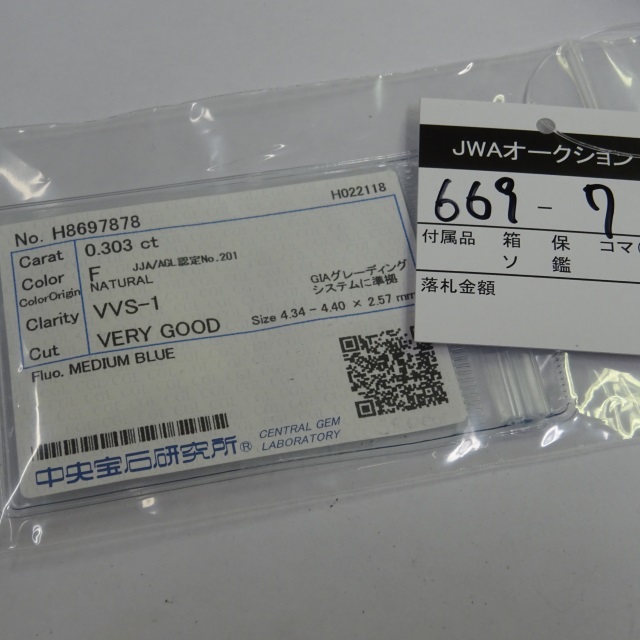 No. H8697878
H022118
Carat 0.303 ct
Color F JJA/AGL認定No.201
ColorOrigin NATURAL
GIAグレーディング
システムに準拠
Clarity VVS-1
Cut VERY GOOD
Size 4.34 - 4.40 × 2.57 mm
Fluo. MEDIUM BLUE
中央宝石研究所®
CENTRAL GEM
LABORATORY
JWAオークション
669 - 7
付属品 箱 保 コマ(
ソ 鑑
落札金額